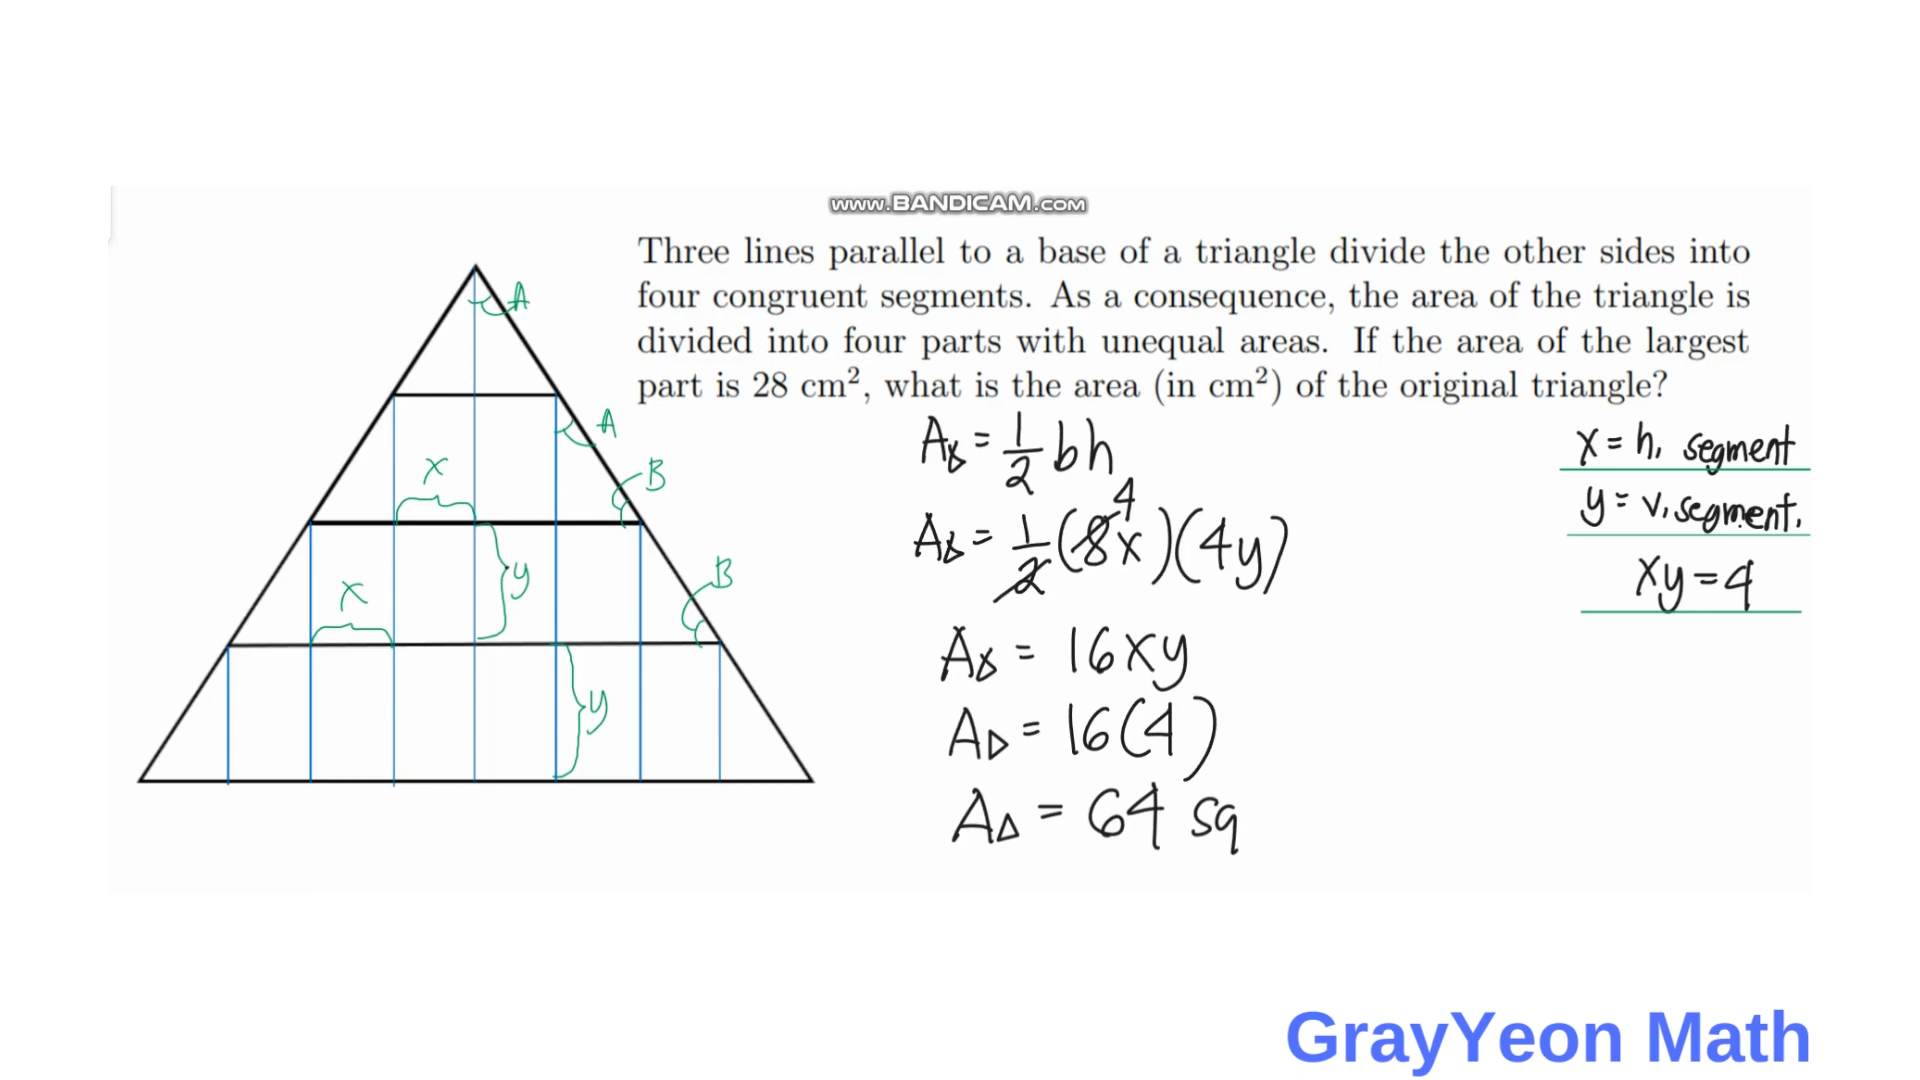 www.BANDICAM.com
Three lines parallel to a base of a triangle divide the other sides into
four congruent segments. As a consequence, the area of the triangle is
divided into four parts with unequal areas. If the area of the largest
part is 28 cm², what is the area (in cm²) of the original triangle?
A
A
B
x
B
x
y
y
A△ = 1/2 bh
4
A△ = 1/2 (8x)(4y)
A△ = 16xy
A△ = 16(4)
A△ = 64 sq
x = h. segment
y = v. segment.
xy = 4
GrayYeon Math